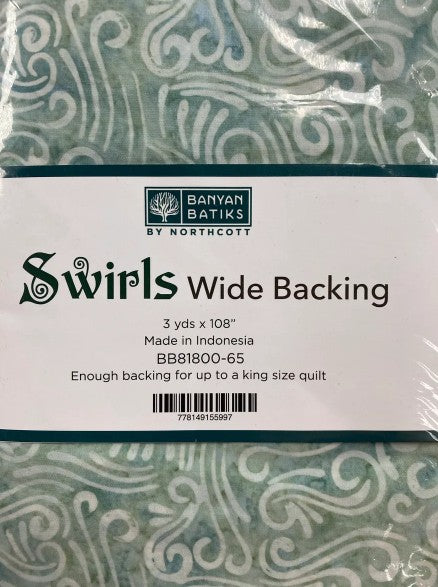 BANYAN
BATIKS
BY NORTHCOTT
Swirls Wide Backing
3 yds x 108"
Made in Indonesia
BB81800-65
Enough backing for up to a king size quilt
778149155997